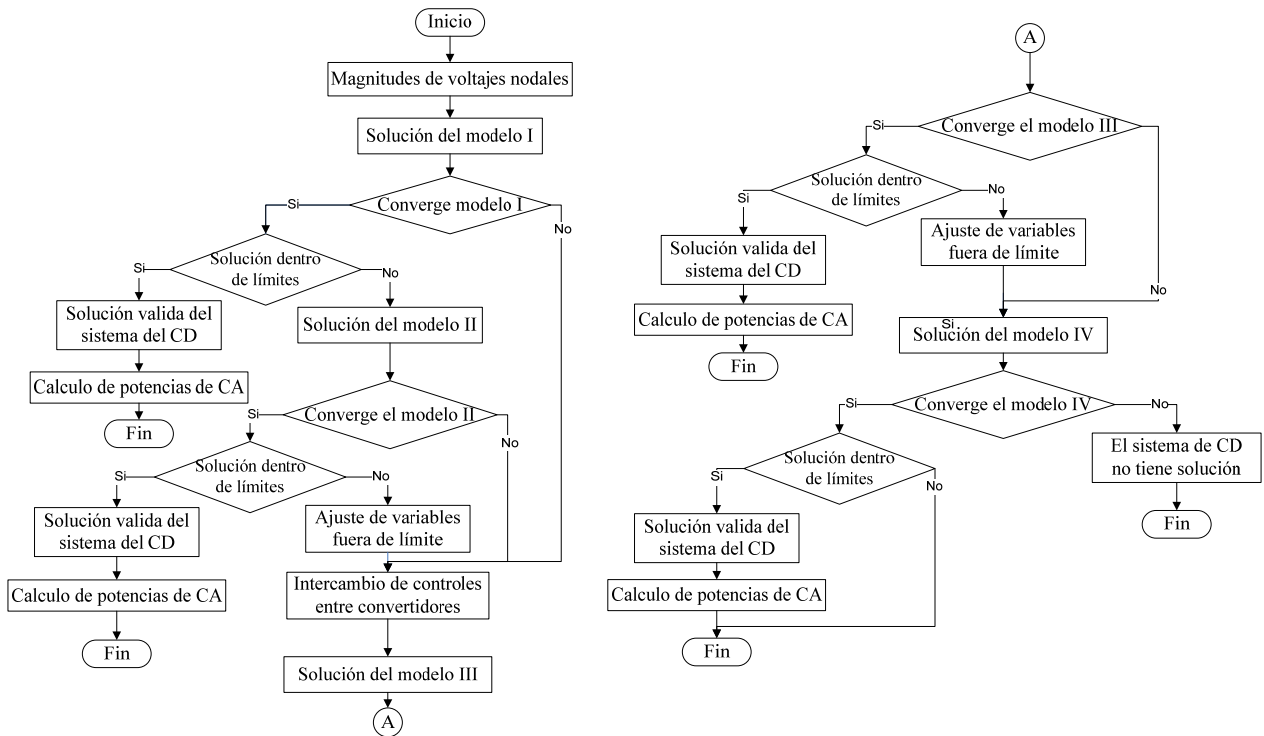 Inicio
Magnitudes de voltajes nodales
Solución del modelo I
Converge modelo I
Si
No
Solución dentro
de límites
Si
No
Solución valida del
sistema del CD
Calculo de potencias de CA
Fin
Solución del modelo II
Converge el modelo II
Si
No
Solución dentro
de límites
Si
No
Solución valida del
sistema del CD
Calculo de potencias de CA
Fin
Ajuste de variables
fuera de límite
Intercambio de controles
entre convertidores
Solución del modelo III
A
A
Converge el modelo III
Si
No
Solución dentro
de límites
Si
No
Solución valida del
sistema del CD
Calculo de potencias de CA
Fin
Ajuste de variables
fuera de límite
Si
Solución del modelo IV
Converge el modelo IV
Si
No
Solución dentro
de límites
Si
No
Solución valida del
sistema del CD
Calculo de potencias de CA
Fin
El sistema de CD
no tiene solución
Fin